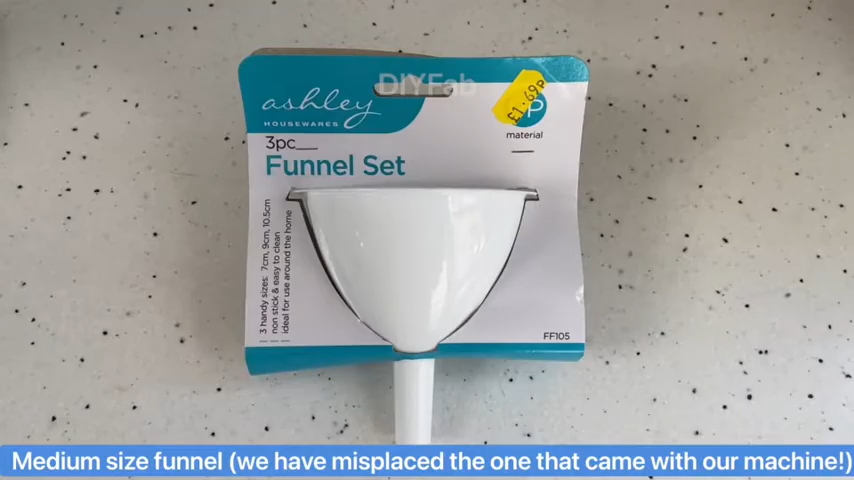 DIYFab
ashley
HOUSEWARES
£1.69P
P
material
3pc
Funnel Set
3 handy sizes: 7cm, 9cm, 10.5cm
non stick & easy to clean
ideal for use around the home
FF105
Medium size funnel (we have misplaced the one that came with our machine!)